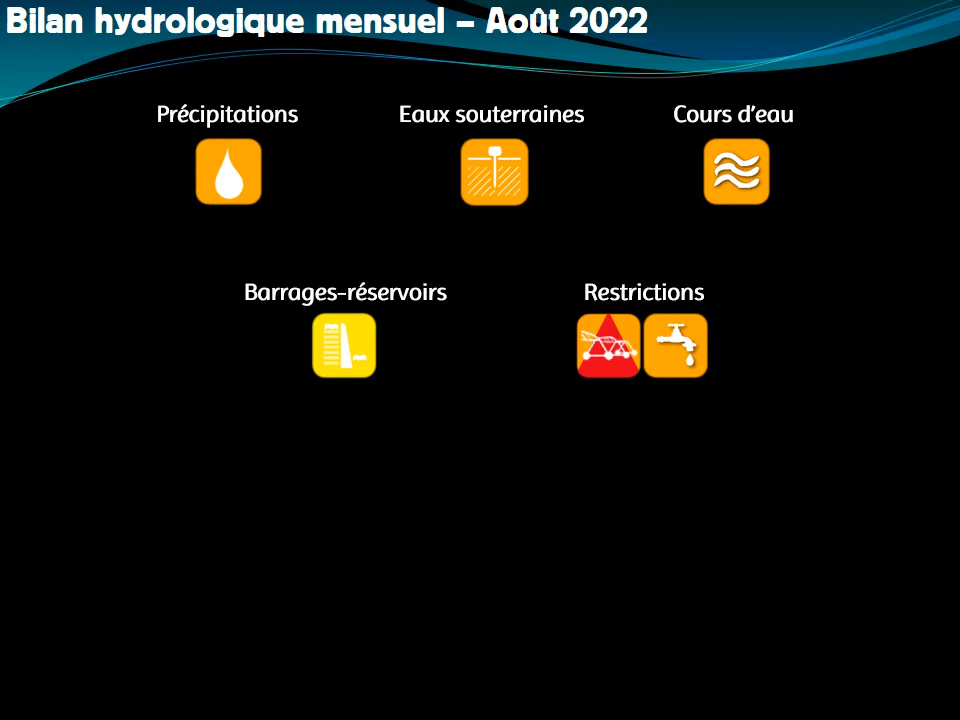 Bilan hydrologique mensuel – Août 2022
Précipitations
Eaux souterraines
Cours d'eau
Barrages-réservoirs
Restrictions